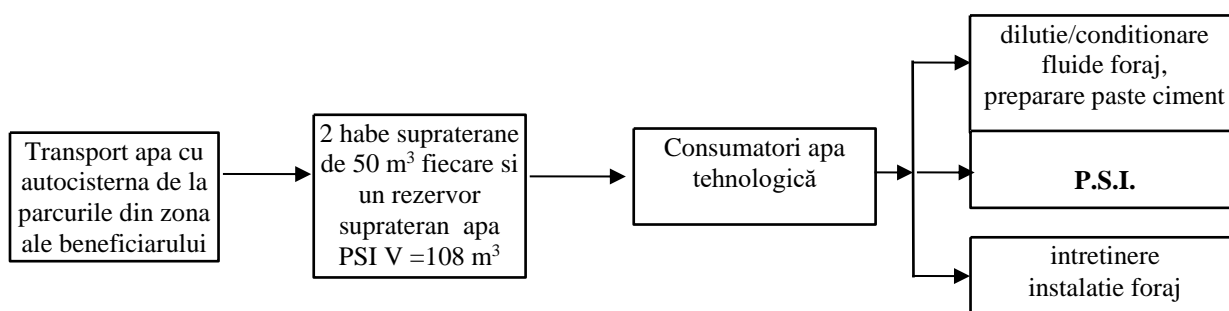 Transport apa cu
autocisterna de la
parcurile din zona
ale beneficiarului
2 habe supraterane
de 50 m³ fiecare si
un rezervor
suprateran apa
PSI V =108 m³
Consumatori apa
tehnologică
dilutie/conditionare
fluide foraj,
preparare paste ciment
P.S.I.
intretinere
instalatie foraj